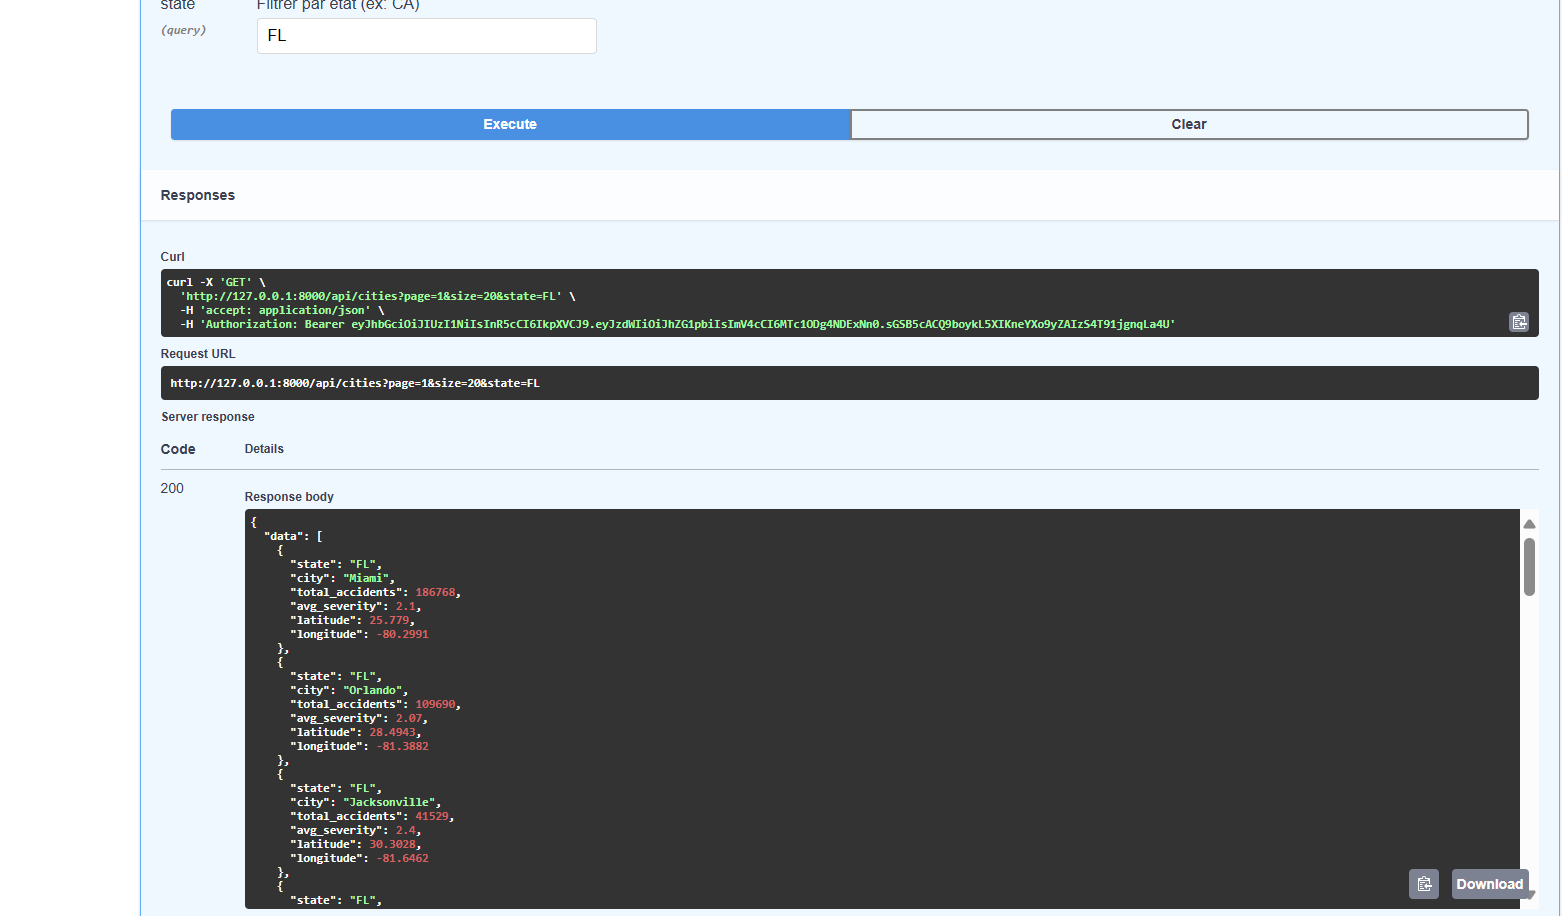 state
Filtrer par état (ex: CA)
(query)
FL
Execute
Clear
Responses
Curl
curl -X 'GET' \
'http://127.0.0.1:8000/api/cities?page=1&size=20&state=FL' \
-H 'accept: application/json' \
-H 'Authorization: Bearer eyJhbGciOiJIUzI1NiIsInR5cCI6IkpXVCJ9.eyJzdWIiOiJhZG1pbiIsImV4cCI6MTc1ODg4NDExNn0.sGSB5cACQ9boykL5XIKneYXo9yZAIzS4T91jgnqLa4U'
Request URL
http://127.0.0.1:8000/api/cities?page=1&size=20&state=FL
Server response
Code
Details
200
Response body
{
"data": [
{
"state": "FL",
"city": "Miami",
"total_accidents": 186768,
"avg_severity": 2.1,
"latitude": 25.779,
"longitude": -80.2991
},
{
"state": "FL",
"city": "Orlando",
"total_accidents": 109690,
"avg_severity": 2.07,
"latitude": 28.4943,
"longitude": -81.3882
},
{
"state": "FL",
"city": "Jacksonville",
"total_accidents": 41529,
"avg_severity": 2.4,
"latitude": 30.3028,
"longitude": -81.6462
},
{
"state": "FL",
Download